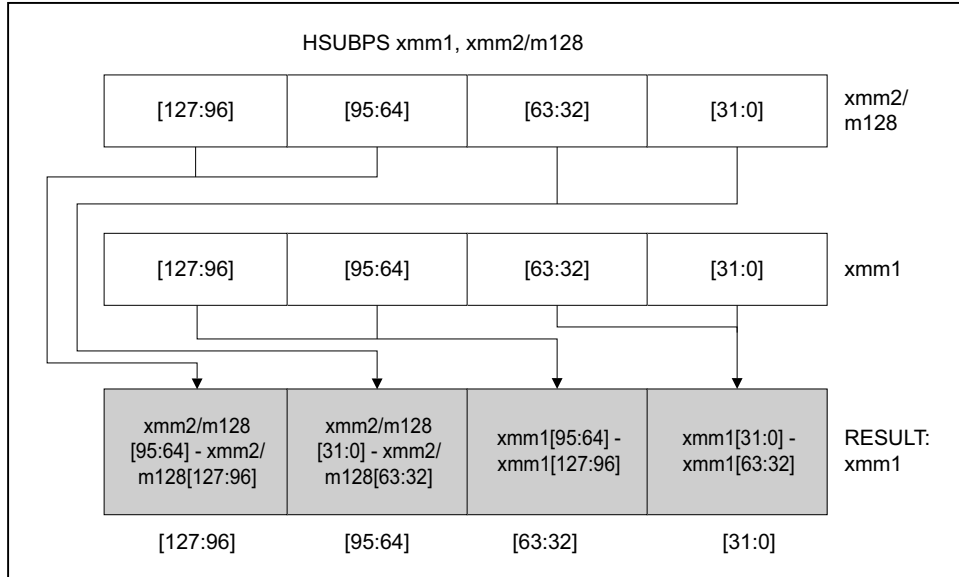 HSUBPS xmm1, xmm2/m128
[127:96] [95:64] [63:32] [31:0] xmm2/
m128
[127:96] [95:64] [63:32] [31:0] xmm1
xmm2/m128
[95:64] - xmm2/
m128[127:96]
xmm2/m128
[31:0] - xmm2/
m128[63:32]
xmm1[95:64] -
xmm1[127:96]
xmm1[31:0] -
xmm1[63:32]
RESULT:
xmm1
[127:96] [95:64] [63:32] [31:0]